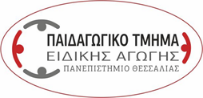 ΠΑΙΔΑΓΩΓΙΚΟ ΤΜΗΜΑ
ΕΙΔΙΚΗΣ ΑΓΩΓΗΣ
ΠΑΝΕΠΙΣΤΗΜΙΟ ΘΕΣΣΑΛΙΑΣ